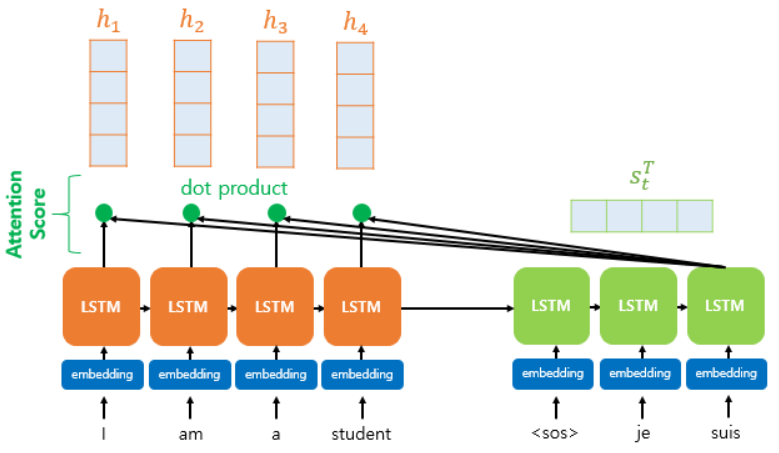 h₁ h₂ h₃ h₄
dot product
Attention
Score
sₜᵀ
LSTM LSTM LSTM LSTM LSTM LSTM LSTM
embedding embedding embedding embedding embedding embedding embedding
I am a student <sos> je suis